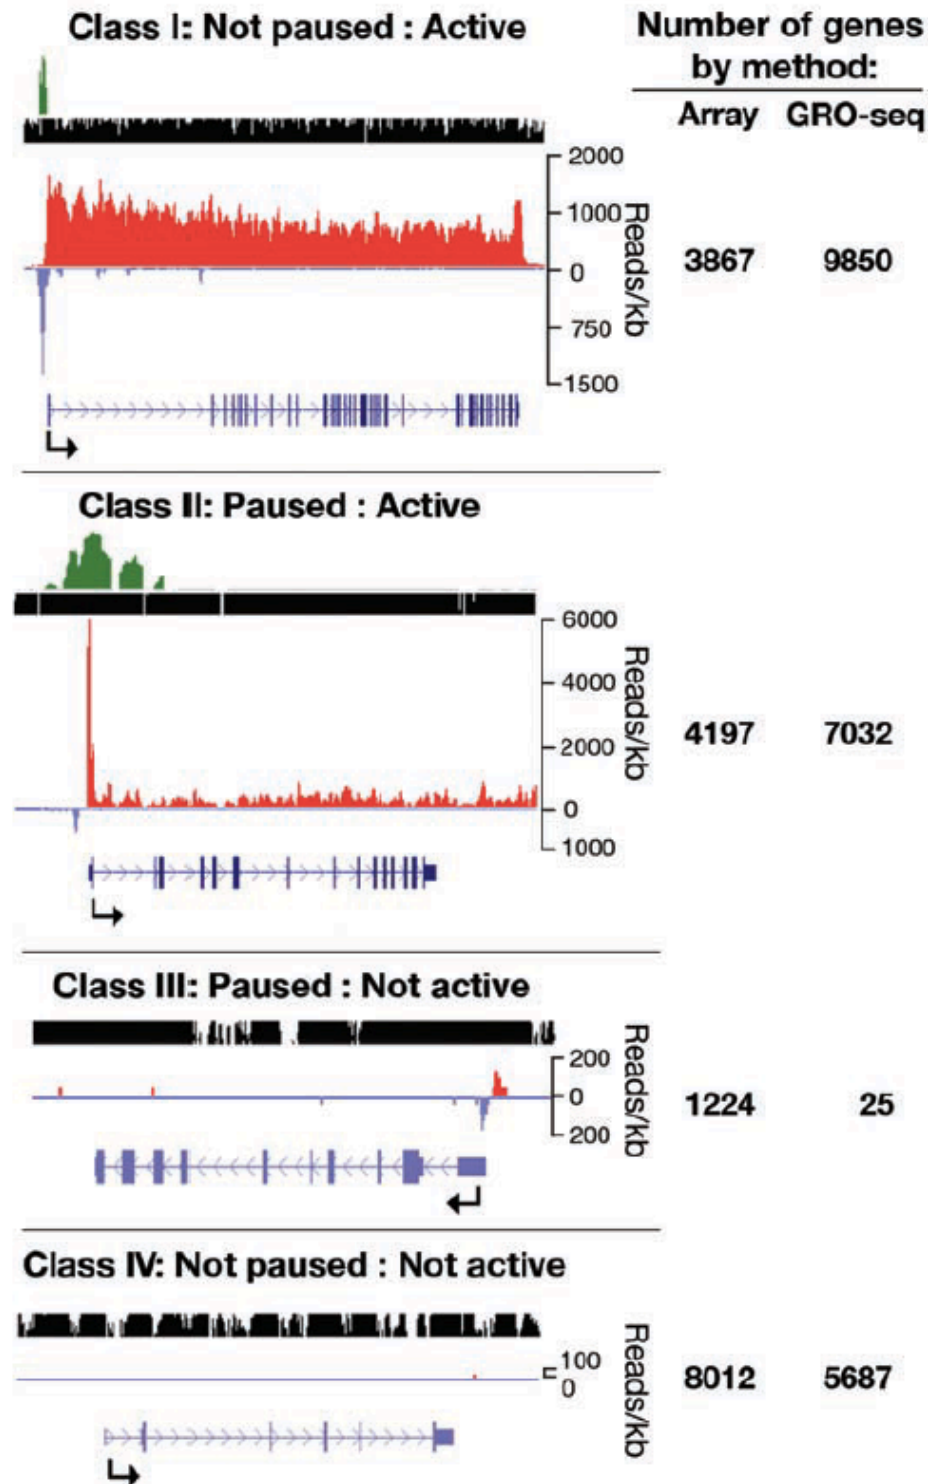 Class I: Not paused : Active
Number of genes
by method:
Array GRO-seq
2000
1000
0
750
1500
Reads/kb
3867 9850
Class II: Paused : Active
6000
4000
2000
0
1000
Reads/kb
4197 7032
Class III: Paused : Not active
200
0
200
Reads/kb
1224 25
Class IV: Not paused : Not active
100
0
Reads/kb
8012 5687